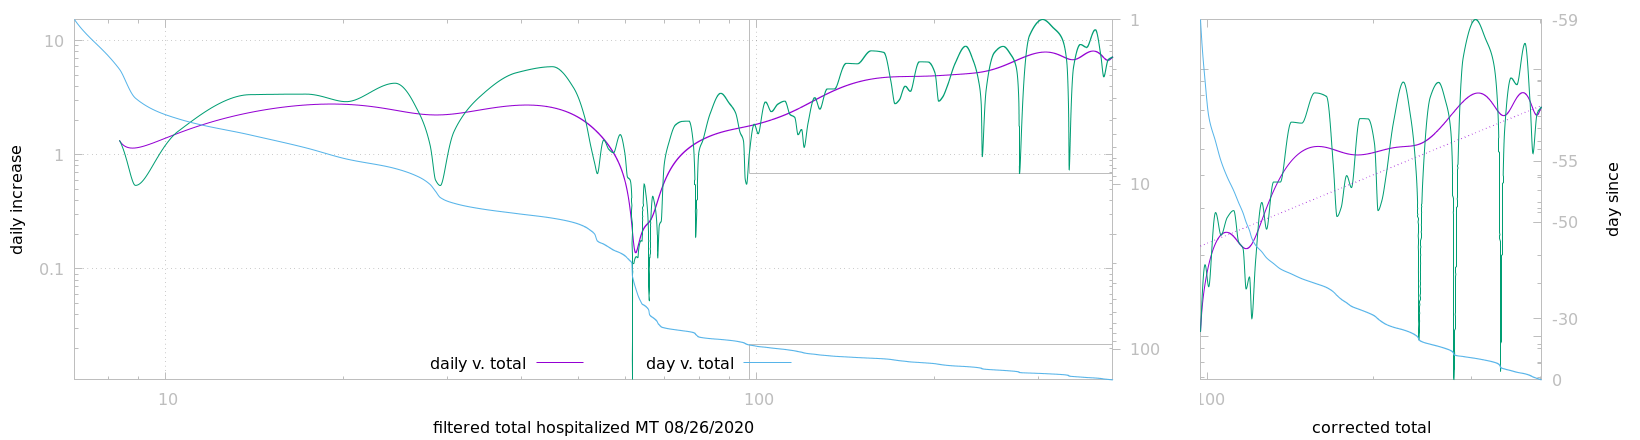 10
1
0.1
daily increase
10
100
filtered total hospitalized MT 08/26/2020
daily v. total
day v. total
1
10
100
100
corrected total
-59
-55
-50
-30
0
day since